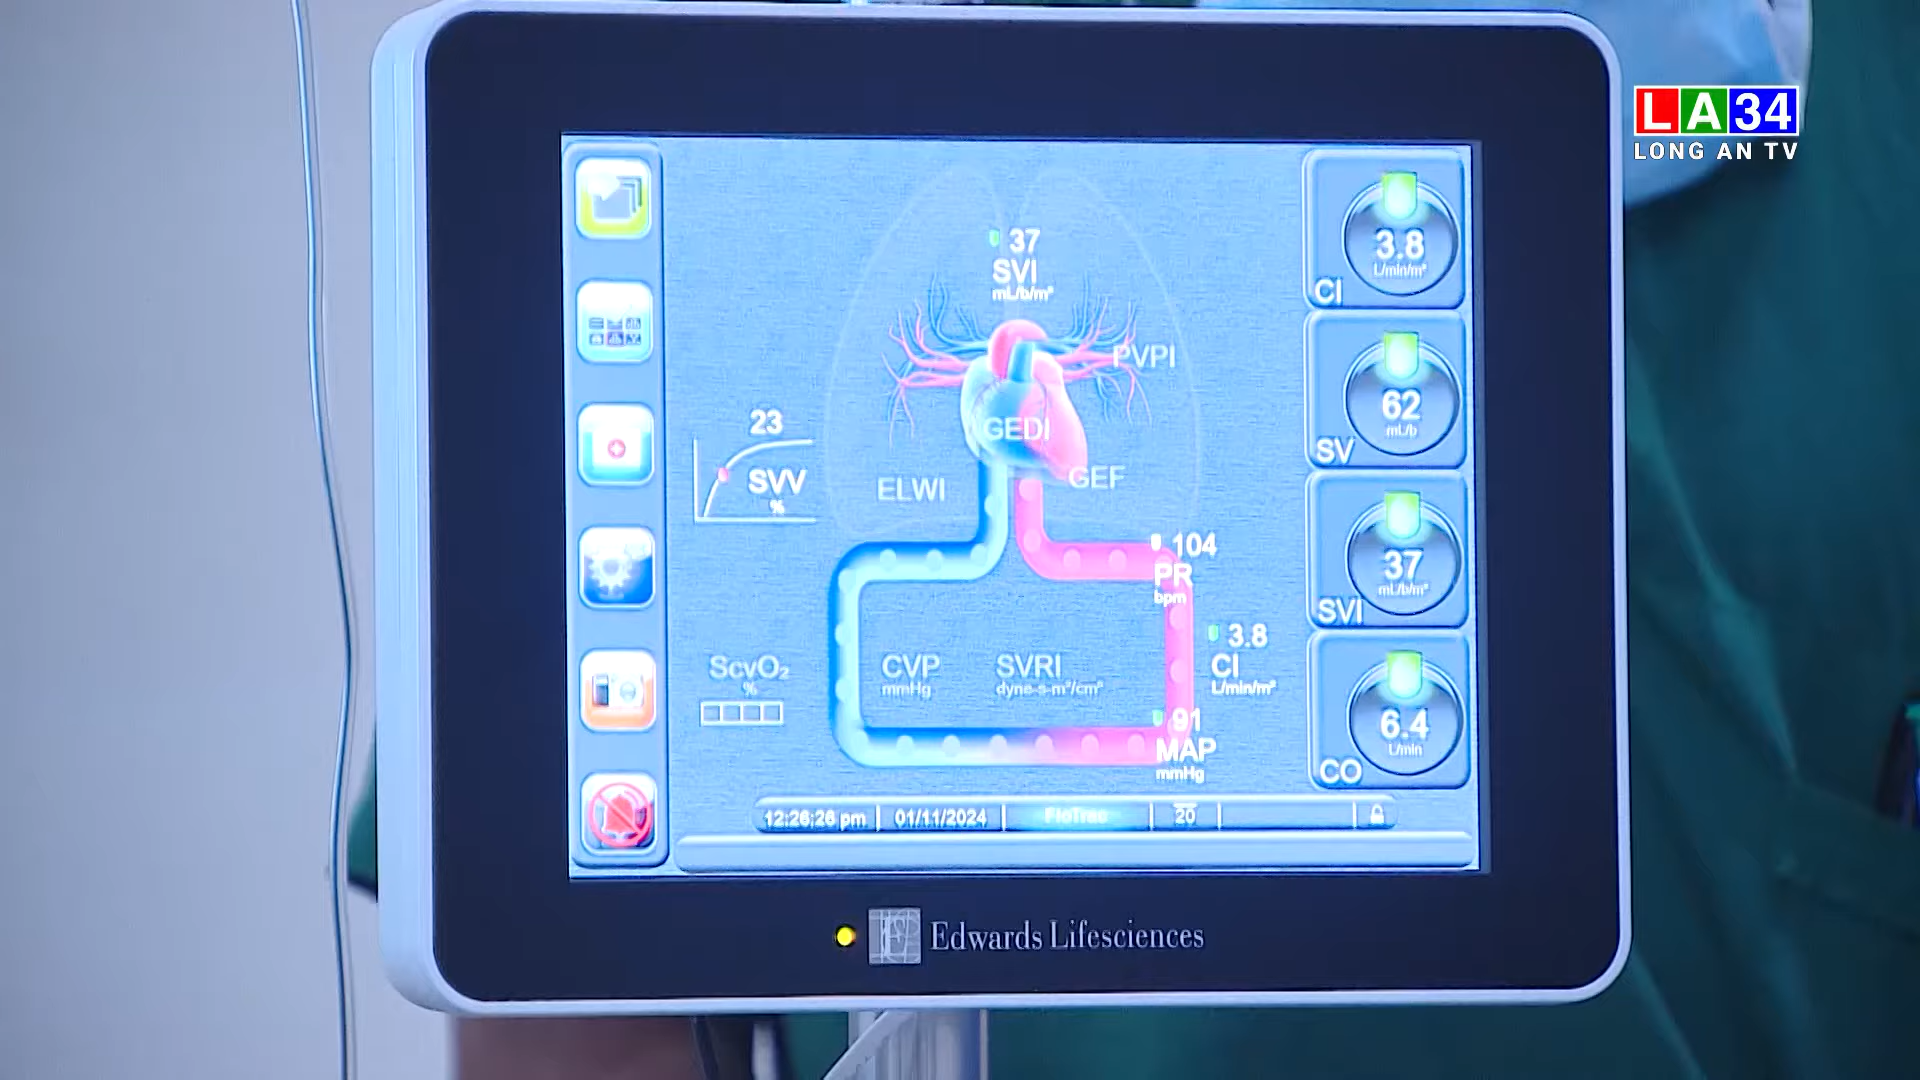 LA34
LONG AN TV
37
SVI
mL/b/m²
PVPI
GEDI
GEF
ELWI
23
SVV
%
104
PR
bpm
3.8
CI
L/min/m²
ScvO₂
%
CVP
mmHg
SVRI
dyne-s-m²/cm⁵
91
MAP
mmHg
3.8
L/min/m²
CI
62
mL/b
SV
37
mL/b/m²
SVI
6.4
L/min
CO
12:26:26 pm
01/11/2024
FloTrac
20
Edwards Lifesciences